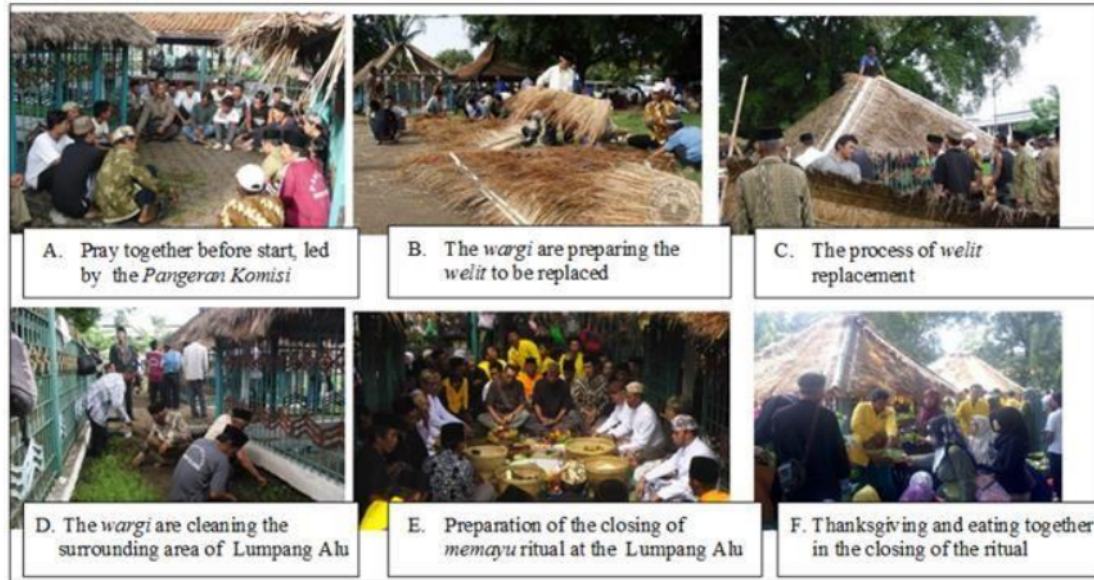 A. Pray together before start, led
by the Pangeran Komisi
B. The wargi are preparing the
welit to be replaced
C. The process of welit
replacement
D. The wargi are cleaning the
surrounding area of Lumpang Alu
E. Preparation of the closing of
memayu ritual at the Lumpang Alu
F. Thanksgiving and eating together
in the closing of the ritual